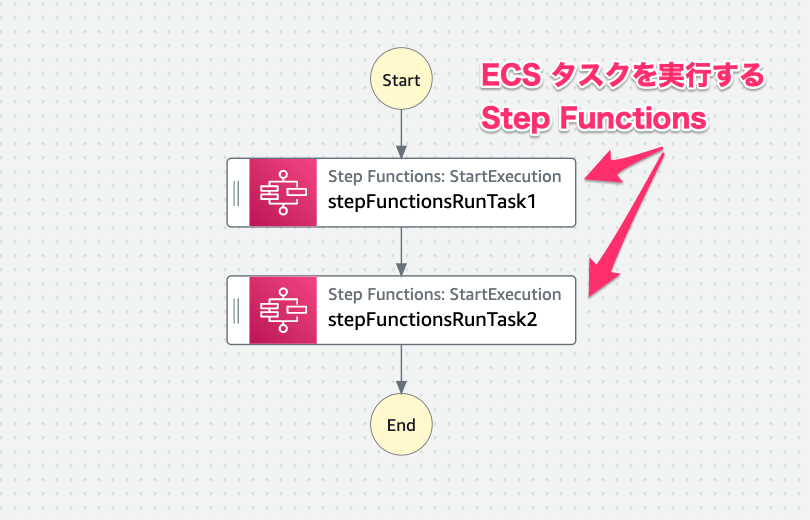 Start
ECS タスクを実行する
Step Functions
Step Functions: StartExecution
stepFunctionsRunTask1
Step Functions: StartExecution
stepFunctionsRunTask2
End